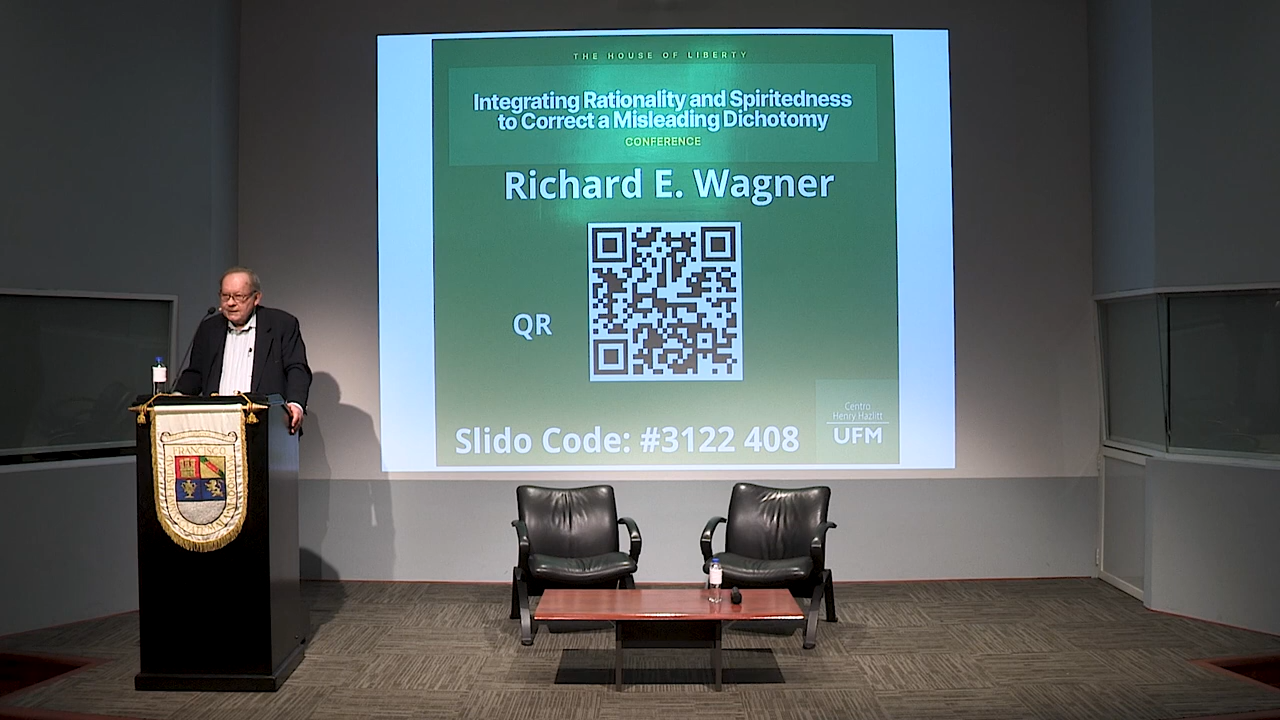 THE HOUSE OF LIBERTY
Integrating Rationality and Spiritedness
to Correct a Misleading Dichotomy
CONFERENCE
Richard E. Wagner
QR
Slido Code: #3122 408
Centro
Henry Hazlitt
UFM
FRANCISCO